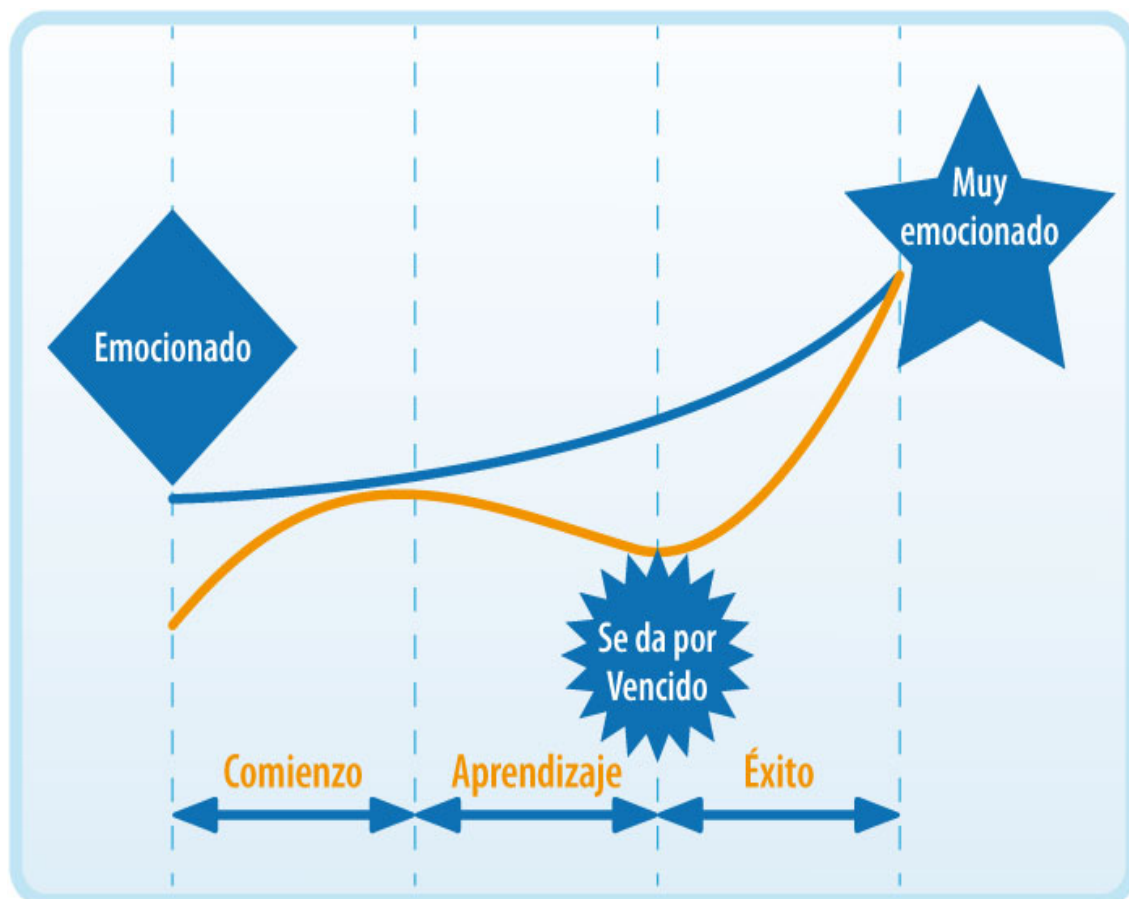 Muy
emocionado
Emocionado
Se da por
Vencido
Comienzo
Aprendizaje
Éxito